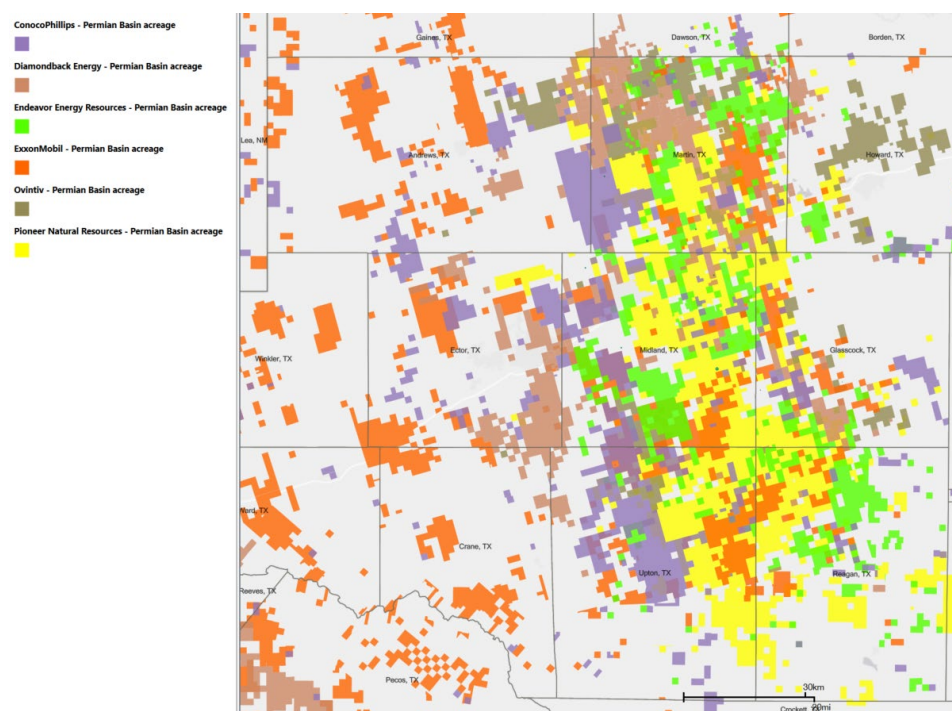 ConocoPhillips - Permian Basin acreage
Diamondback Energy - Permian Basin acreage
Endeavor Energy Resources - Permian Basin acreage
ExxonMobil - Permian Basin acreage
Ovintiv - Permian Basin acreage
Pioneer Natural Resources - Permian Basin acreage
Gaines, TX
Dawson, TX
Borden, TX
Lea, NM
Andrews, TX
Martin, TX
Howard, TX
Winkler, TX
Ector, TX
Midland, TX
Glasscock, TX
Ward, TX
Crane, TX
Upton, TX
Reagan, TX
Reeves, TX
Pecos, TX
30km
20mi
Crockett, TX